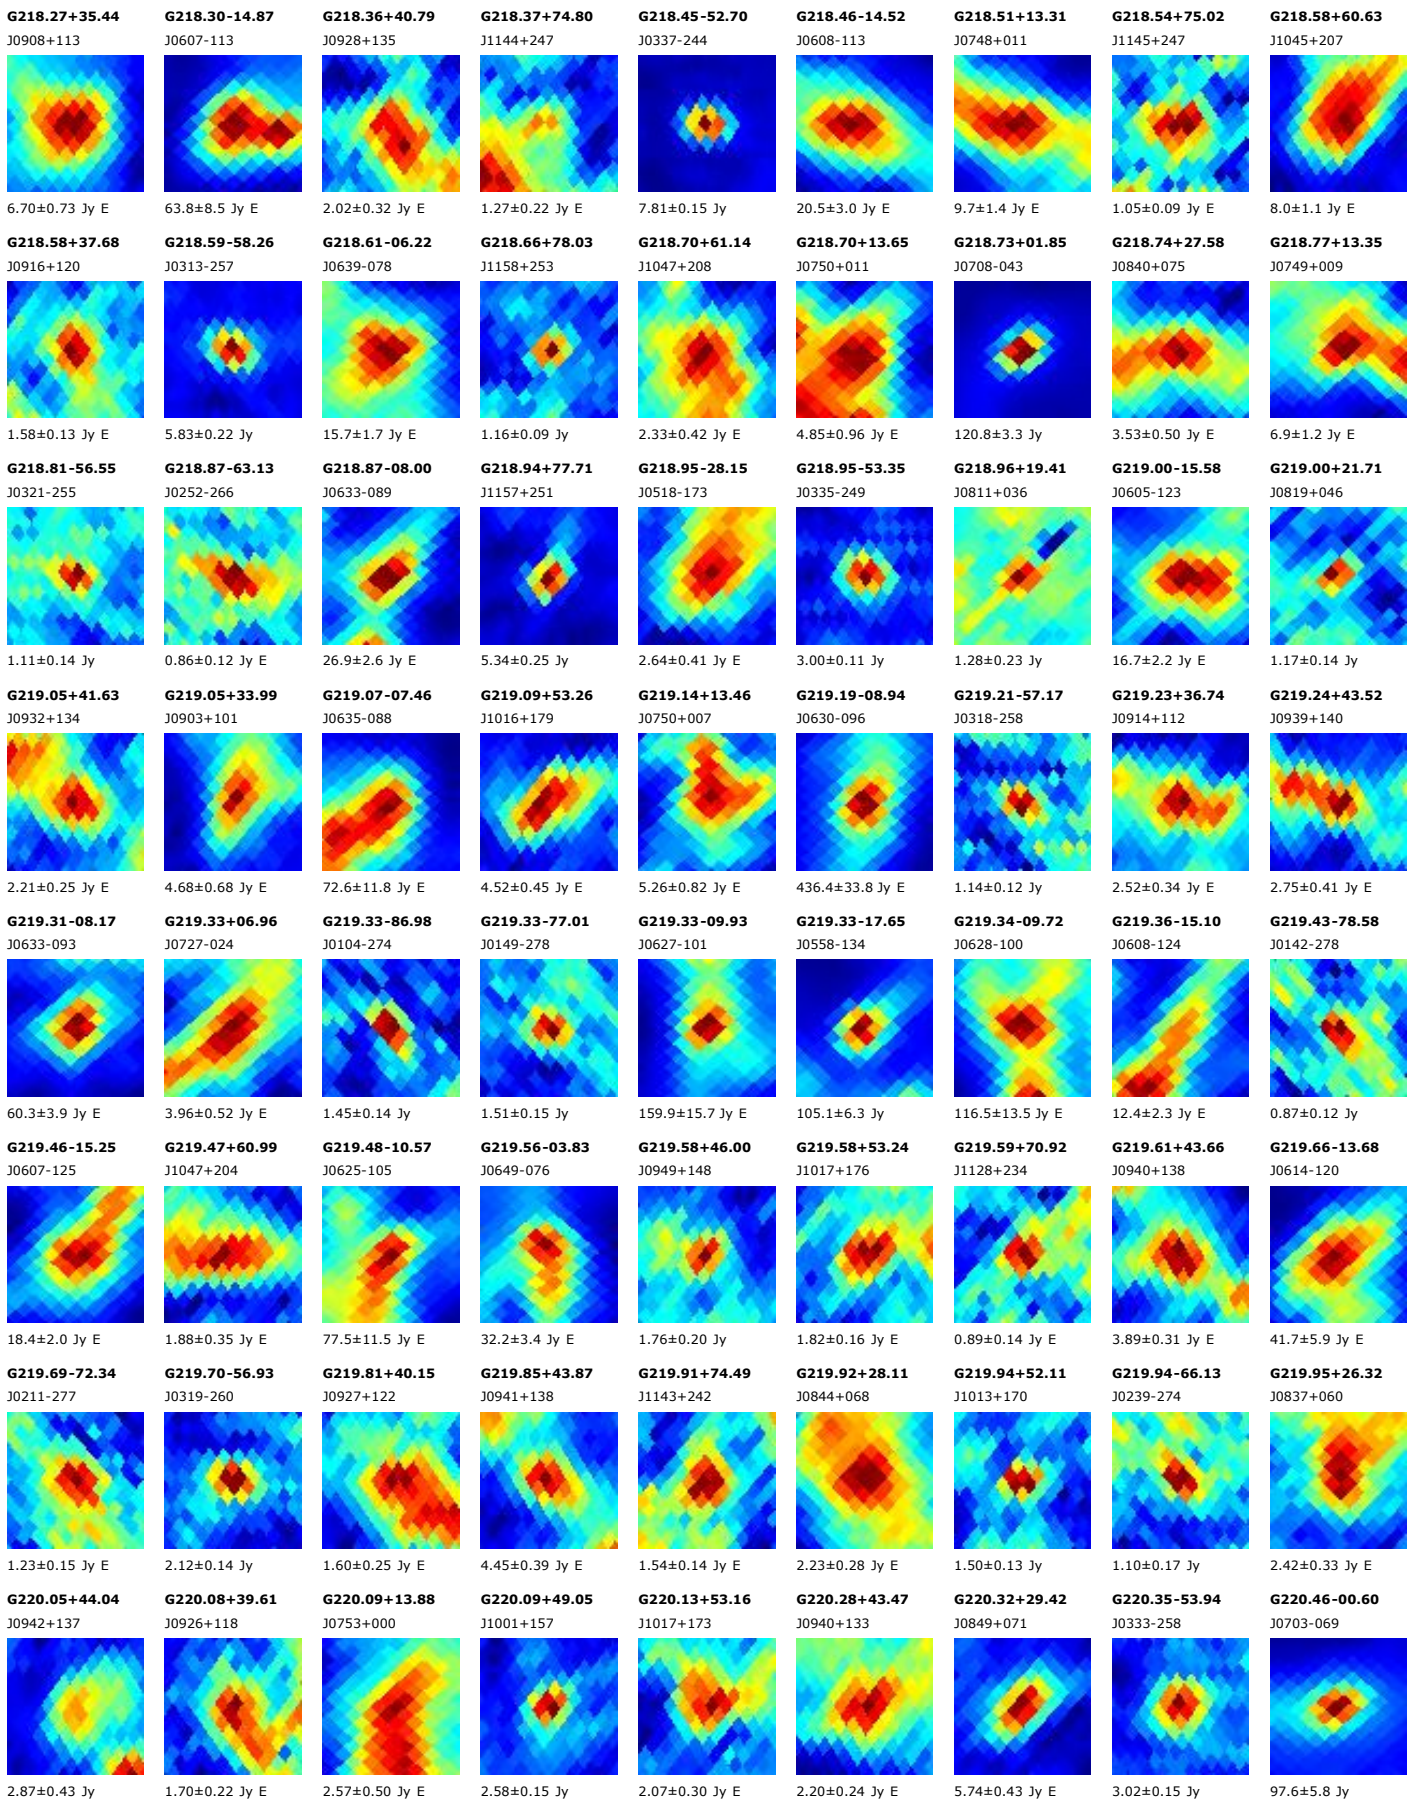 G218.27+35.44 G218.30-14.87 G218.36+40.79 G218.37+74.80 G218.45-52.70 G218.46-14.52 G218.51+13.31 G218.54+75.02 G218.58+60.63
J0908+113 J0607-113 J0928+135 J1144+247 J0337-244 J0608-113 J0748+011 J1145+247 J1045+207
6.70±0.73 Jy E 63.8±8.5 Jy E 2.02±0.32 Jy E 1.27±0.22 Jy E 7.81±0.15 Jy 20.5±3.0 Jy E 9.7±1.4 Jy E 1.05±0.09 Jy E 8.0±1.1 Jy E
G218.58+37.68 G218.59-58.26 G218.61-06.22 G218.66+78.03 G218.70+61.14 G218.70+13.65 G218.73+01.85 G218.74+27.58 G218.77+13.35
J0916+120 J0313-257 J0639-078 J1158+253 J1047+208 J0750+011 J0708-043 J0840+075 J0749+009
1.58±0.13 Jy E 5.83±0.22 Jy 15.7±1.7 Jy E 1.16±0.09 Jy 2.33±0.42 Jy E 4.85±0.96 Jy E 120.8±3.3 Jy 3.53±0.50 Jy E 6.9±1.2 Jy E
G218.81-56.55 G218.87-63.13 G218.87-08.00 G218.94+77.71 G218.95-28.15 G218.95-53.35 G218.96+19.41 G219.00-15.58 G219.00+21.71
J0321-255 J0252-266 J0633-089 J1157+251 J0518-173 J0335-249 J0811+036 J0605-123 J0819+046
1.11±0.14 Jy 0.86±0.12 Jy E 26.9±2.6 Jy E 5.34±0.25 Jy 2.64±0.41 Jy E 3.00±0.11 Jy 1.28±0.23 Jy 16.7±2.2 Jy E 1.17±0.14 Jy
G219.05+41.63 G219.05+33.99 G219.07-07.46 G219.09+53.26 G219.14+13.46 G219.19-08.94 G219.21-57.17 G219.23+36.74 G219.24+43.52
J0932+134 J0903+101 J0635-088 J1016+179 J0750+007 J0630-096 J0318-258 J0914+112 J0939+140
2.21±0.25 Jy E 4.68±0.68 Jy E 72.6±11.8 Jy E 4.52±0.45 Jy E 5.26±0.82 Jy E 436.4±33.8 Jy E 1.14±0.12 Jy 2.52±0.34 Jy E 2.75±0.41 Jy E
G219.31-08.17 G219.33+06.96 G219.33-86.98 G219.33-77.01 G219.33-09.93 G219.33-17.65 G219.34-09.72 G219.36-15.10 G219.43-78.58
J0633-093 J0727-024 J0104-274 J0149-278 J0627-101 J0558-134 J0628-100 J0608-124 J0142-278
60.3±3.9 Jy E 3.96±0.52 Jy E 1.45±0.14 Jy 1.51±0.15 Jy 159.9±15.7 Jy E 105.1±6.3 Jy 116.5±13.5 Jy E 12.4±2.3 Jy E 0.87±0.12 Jy
G219.46-15.25 G219.47+60.99 G219.48-10.57 G219.56-03.83 G219.58+46.00 G219.58+53.24 G219.59+70.92 G219.61+43.66 G219.66-13.68
J0607-125 J1047+204 J0625-105 J0649-076 J0949+148 J1017+176 J1128+234 J0940+138 J0614-120
18.4±2.0 Jy E 1.88±0.35 Jy E 77.5±11.5 Jy E 32.2±3.4 Jy E 1.76±0.20 Jy 1.82±0.16 Jy E 0.89±0.14 Jy E 3.89±0.31 Jy E 41.7±5.9 Jy E
G219.69-72.34 G219.70-56.93 G219.81+40.15 G219.85+43.87 G219.91+74.49 G219.92+28.11 G219.94+52.11 G219.94-66.13 G219.95+26.32
J0211-277 J0319-260 J0927+122 J0941+138 J1143+242 J0844+068 J1013+170 J0239-274 J0837+060
1.23±0.15 Jy E 2.12±0.14 Jy 1.60±0.25 Jy E 4.45±0.39 Jy E 1.54±0.14 Jy E 2.23±0.28 Jy E 1.50±0.13 Jy 1.10±0.17 Jy 2.42±0.33 Jy E
G220.05+44.04 G220.08+39.61 G220.09+13.88 G220.09+49.05 G220.13+53.16 G220.28+43.47 G220.32+29.42 G220.35-53.94 G220.46-00.60
J0942+137 J0926+118 J0753+000 J1001+157 J1017+173 J0940+133 J0849+071 J0333-258 J0703-069
2.87±0.43 Jy 1.70±0.22 Jy E 2.57±0.50 Jy E 2.58±0.15 Jy 2.07±0.30 Jy E 2.20±0.24 Jy E 5.74±0.43 Jy E 3.02±0.15 Jy 97.6±5.8 Jy